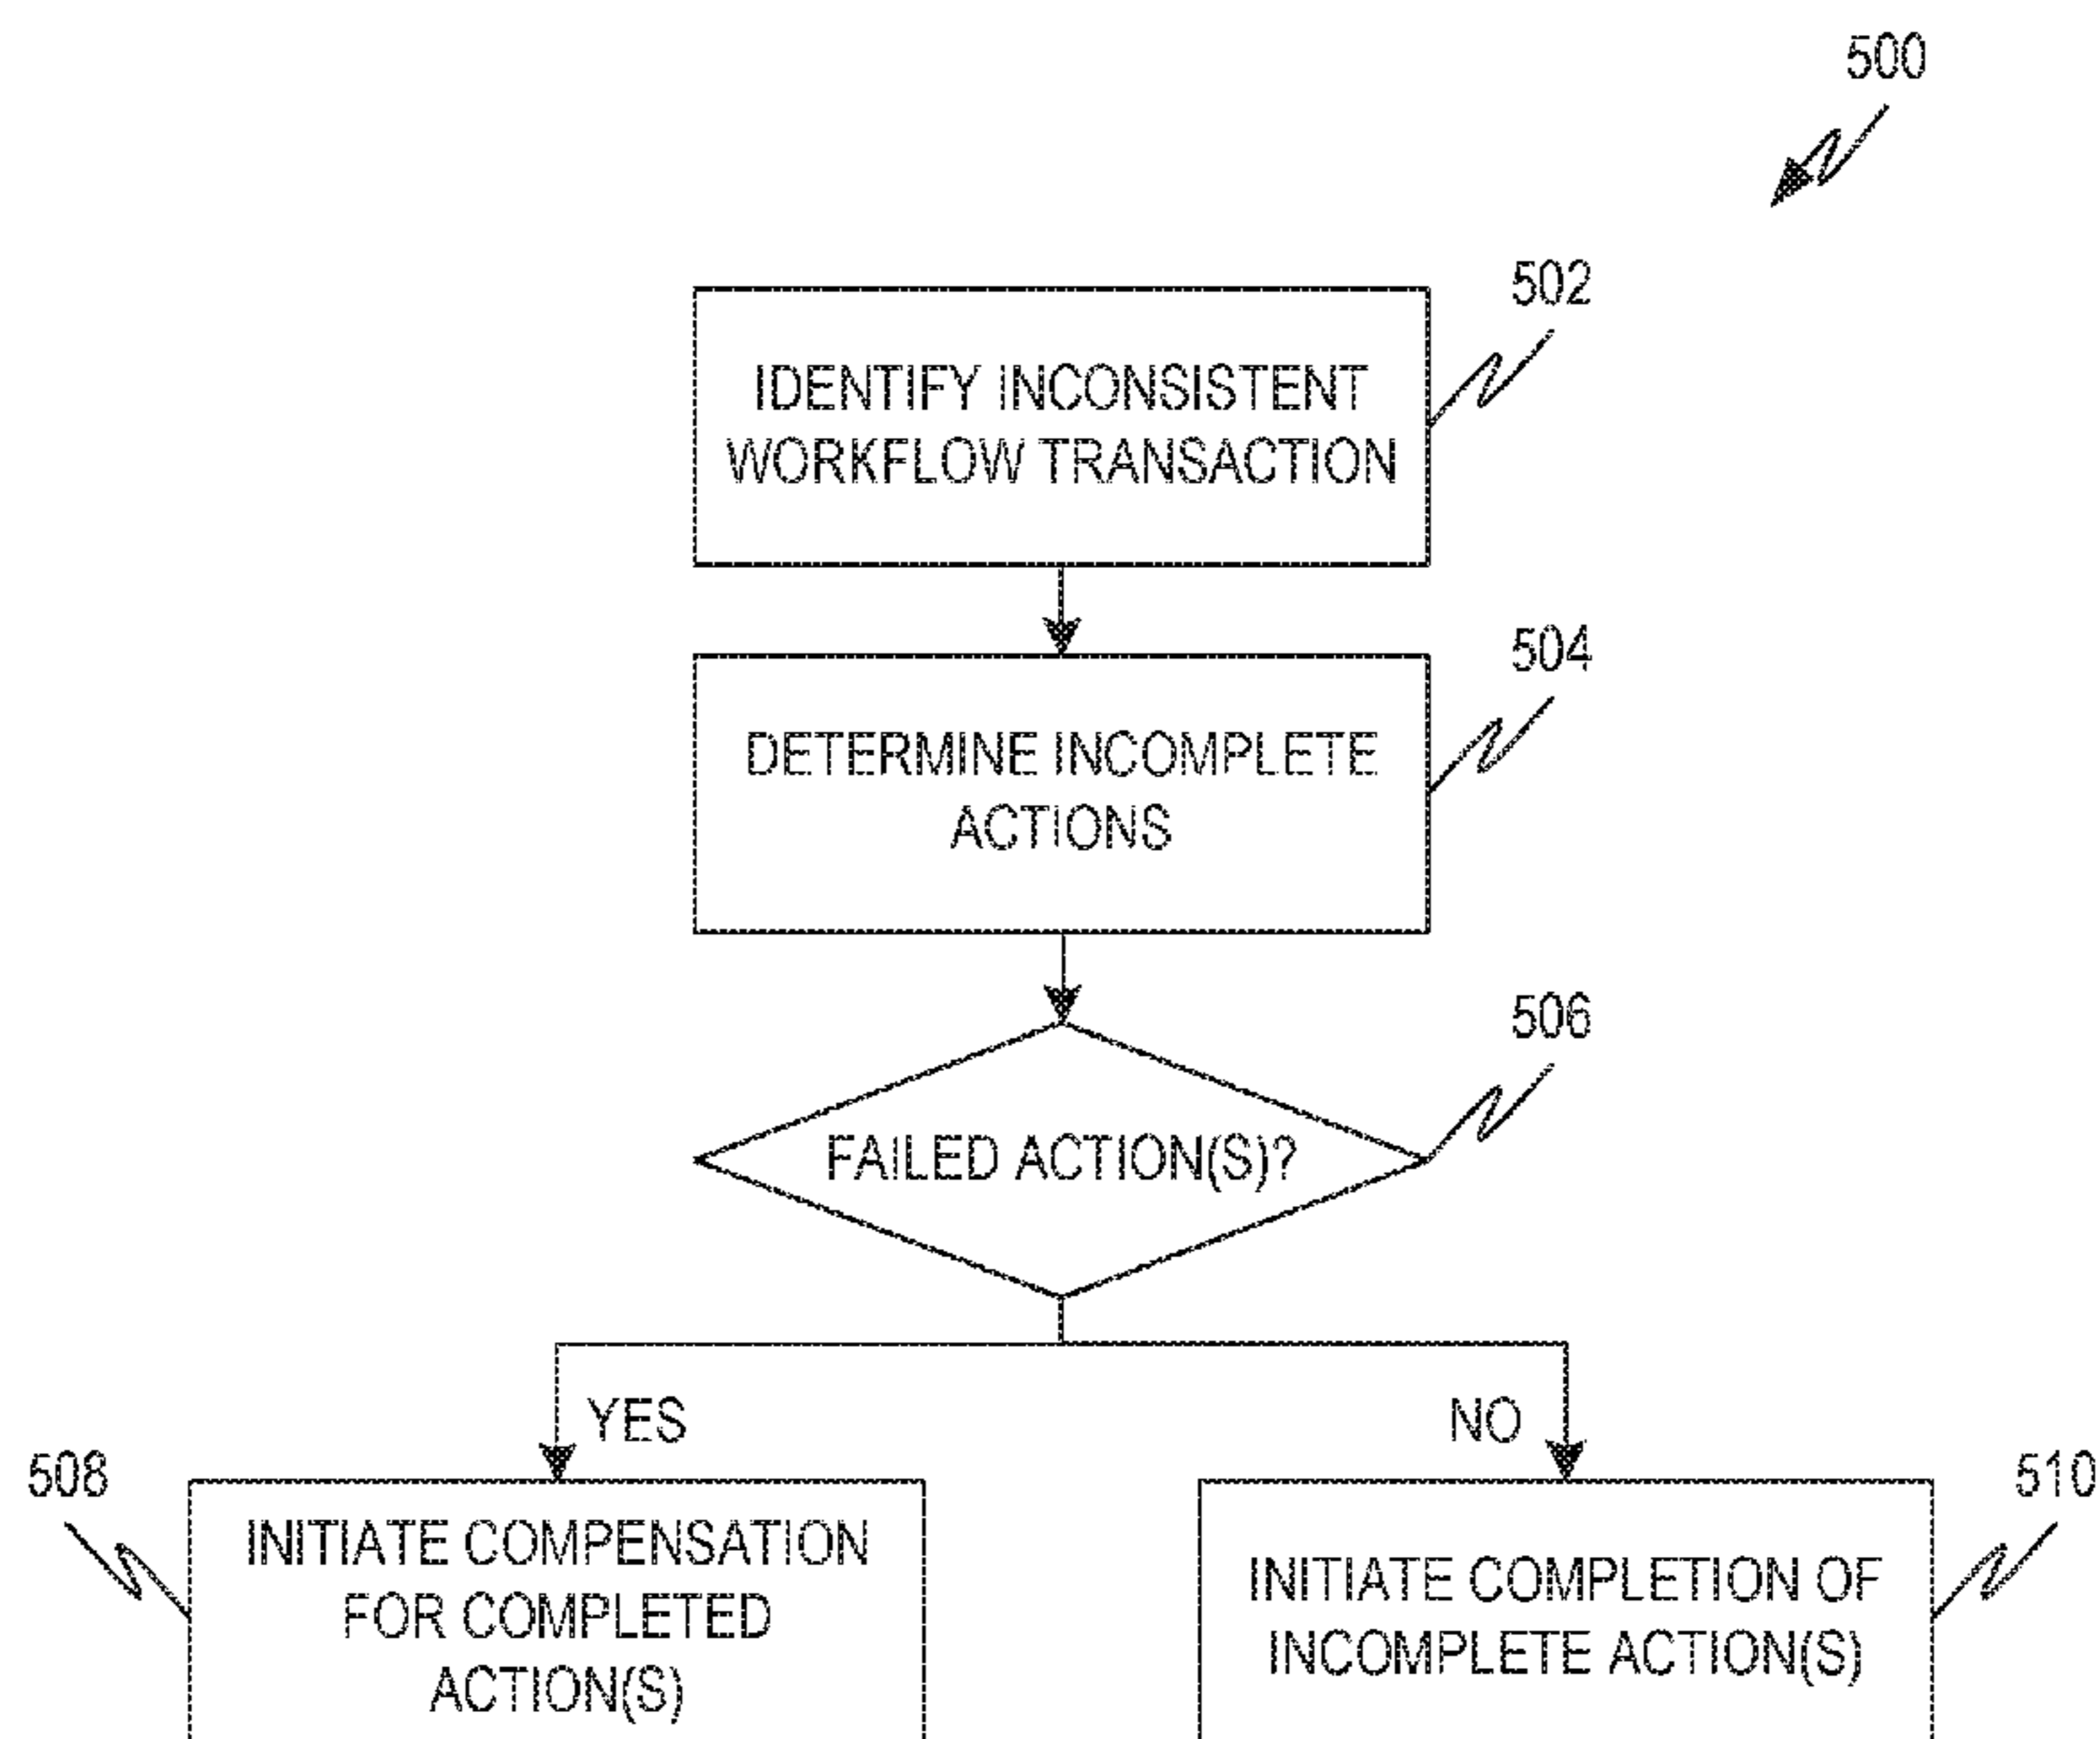 500
502
IDENTIFY INCONSISTENT
WORKFLOW TRANSACTION
504
DETERMINE INCOMPLETE
ACTIONS
506
FAILED ACTION(S)?
YES
NO
508
INITIATE COMPENSATION
FOR COMPLETED
ACTION(S)
510
INITIATE COMPLETION OF
INCOMPLETE ACTION(S)